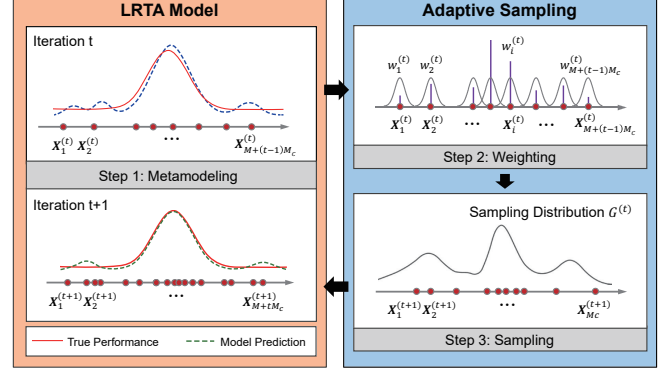 LRTA Model
Iteration t
X_1^{(t)} X_2^{(t)} ... X_{M+(t-1)M_c}^{(t)}
Step 1: Metamodeling
Iteration t+1
X_1^{(t+1)} X_2^{(t+1)} ... X_{M+tM_c}^{(t+1)}
True Performance Model Prediction
Adaptive Sampling
w_1^{(t)} w_2^{(t)} w_i^{(t)} w_{M+(t-1)M_c}^{(t)}
X_1^{(t)} X_2^{(t)} ... X_i^{(t)} ... X_{M+(t-1)M_c}^{(t)}
Step 2: Weighting
Sampling Distribution G^{(t)}
X_1^{(t+1)} X_2^{(t+1)} ... X_{Mc}^{(t+1)}
Step 3: Sampling